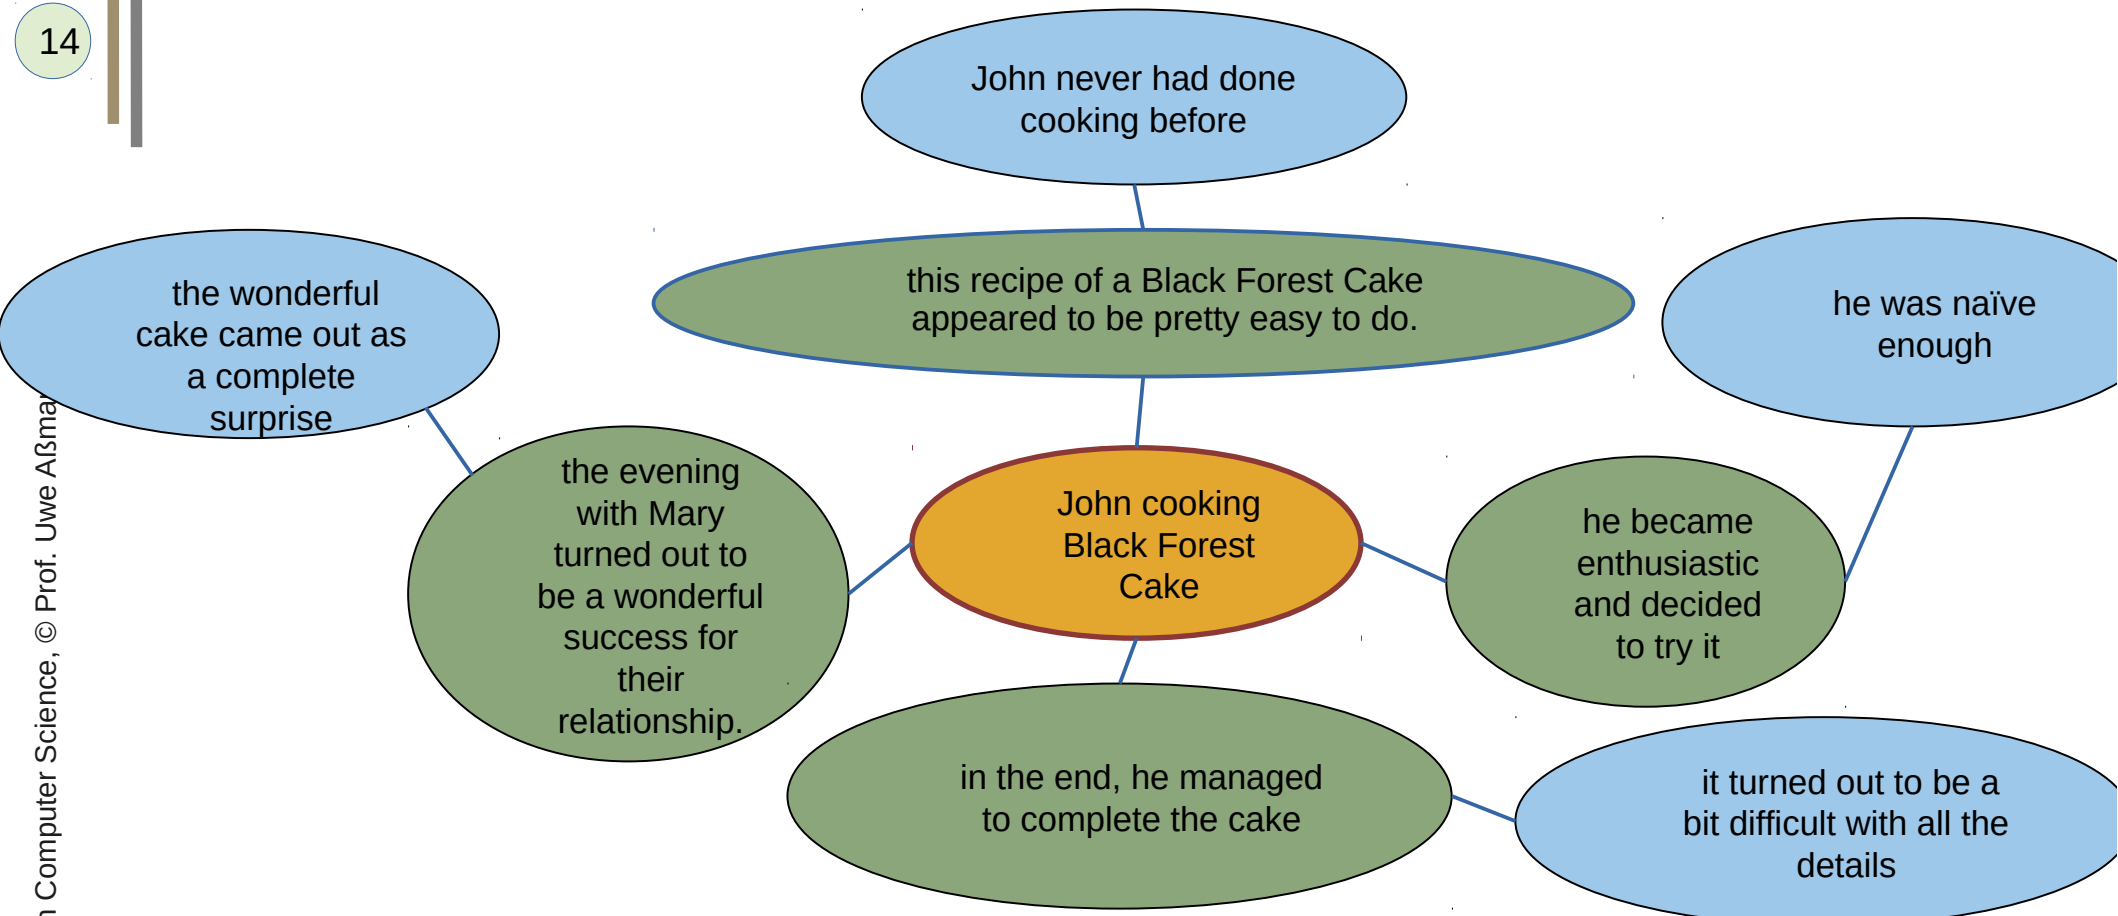 14
John never had done
cooking before
this recipe of a Black Forest Cake
appeared to be pretty easy to do.
he was naïve
enough
the wonderful
cake came out as
a complete
surprise
the evening
with Mary
turned out to
be a wonderful
success for
their
relationship.
John cooking
Black Forest
Cake
he became
enthusiastic
and decided
to try it
in the end, he managed
to complete the cake
it turned out to be a
bit difficult with all the
details
Computer Science, © Prof. Uwe